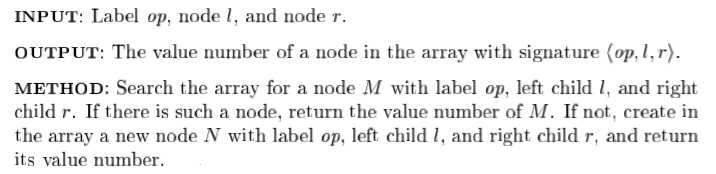 INPUT: Label op, node l, and node r.
OUTPUT: The value number of a node in the array with signature ⟨op, l, r⟩.
METHOD: Search the array for a node M with label op, left child l, and right
child r. If there is such a node, return the value number of M. If not, create in
the array a new node N with label op, left child l, and right child r, and return
its value number.